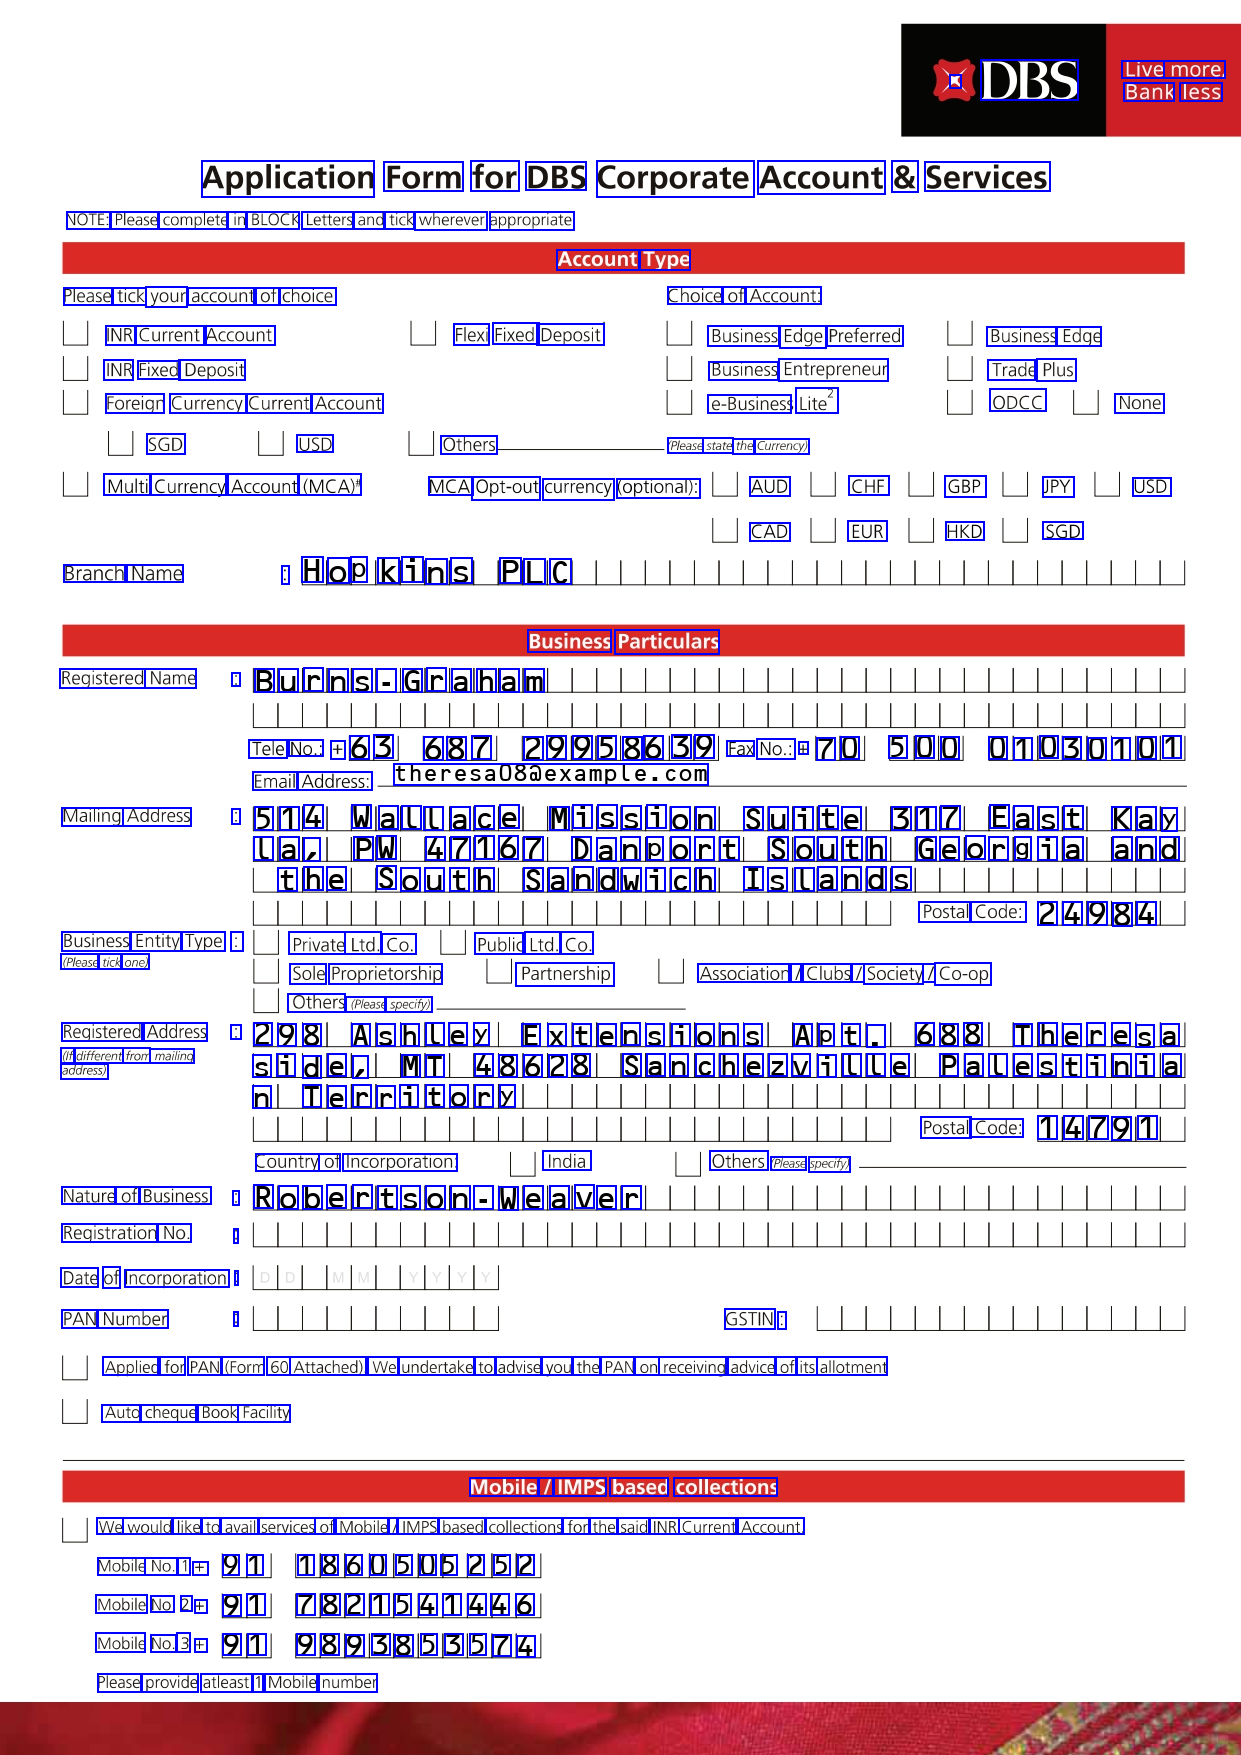 DBS Live more,
Bank less
Application Form for DBS Corporate Account & Services
NOTE: Please complete in BLOCK Letters and tick wherever appropriate
Account Type
Please tick your account of choice Choice of Account:
INR Current Account Flexi Fixed Deposit Business Edge Preferred Business Edge
INR Fixed Deposit Business Entrepreneur Trade Plus
Foreign Currency Current Account e-Business Lite2 ODCC None
SGD USD Others (Please state the Currency)
Multi Currency Account (MCA)# MCA Opt-out currency (optional): AUD CHF GBP JPY USD
CAD EUR HKD SGD
Branch Name : Hopkins PLC
Business Particulars
Registered Name : Burns-Graham
Tele No.: + 63 687 29958639 Fax No.: + 70 500 01030101
Email Address: theresa08@example.com
Mailing Address : 514 Wallace Mission Suite 317 East Kay
la, PW 47167 Danport South Georgia and
the South Sandwich Islands
Postal Code: 24984
Business Entity Type : Private Ltd. Co. Public Ltd. Co.
(Please tick one)
Sole Proprietorship Partnership Association / Clubs / Society / Co-op
Others (Please specify)
Registered Address : 298 Ashley Extensions Apt. 688 Theresa
(If different from mailing
address)
side, MT 48628 Sanchezville Palestinia
n Territory
Postal Code: 14791
Country of Incorporation: India Others (Please specify)
Nature of Business : Robertson-Weaver
Registration No. :
Date of Incorporation : D D M M Y Y Y Y
PAN Number : GSTIN :
Applied for PAN (Form 60 Attached). We undertake to advise you the PAN on receiving advice of its allotment
Auto cheque Book Facility
Mobile / IMPS based collections
We would like to avail services of Mobile / IMPS based collections for the said INR Current Account.
Mobile No. 1 + 91 1860505252
Mobile No. 2 + 91 7821541446
Mobile No. 3 + 91 9893853574
Please provide atleast 1 Mobile number